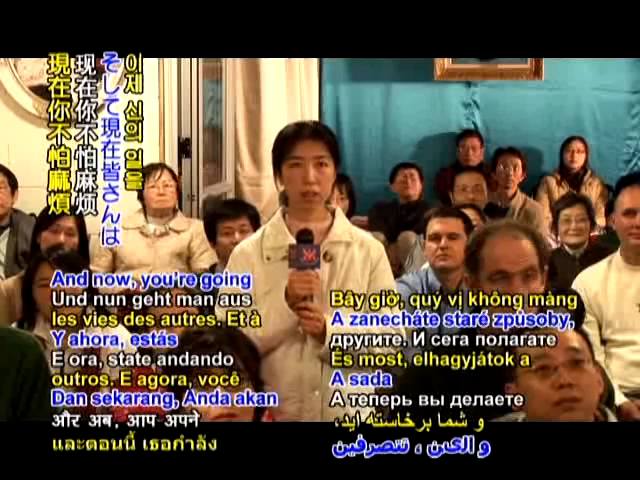 現在你不怕麻煩
现在你不怕麻烦
そして現在皆さんは
이제 신의 일을
And now, you're going
Und nun geht man aus
les vies des autres. Et à
Y ahora, estás
E ora, state andando
outros. E agora, você
Dan sekarang, Anda akan
और अब, आप अपने
และตอนนี้ เธอกำลัง
Bây giờ, quý vị không màng
A zanecháte staré způsoby,
другите. И сега полагате
És most, elhagyjátok a
A sada
А теперь вы делаете
و شما برخاسته اید،
و الآن ، تتصرفين